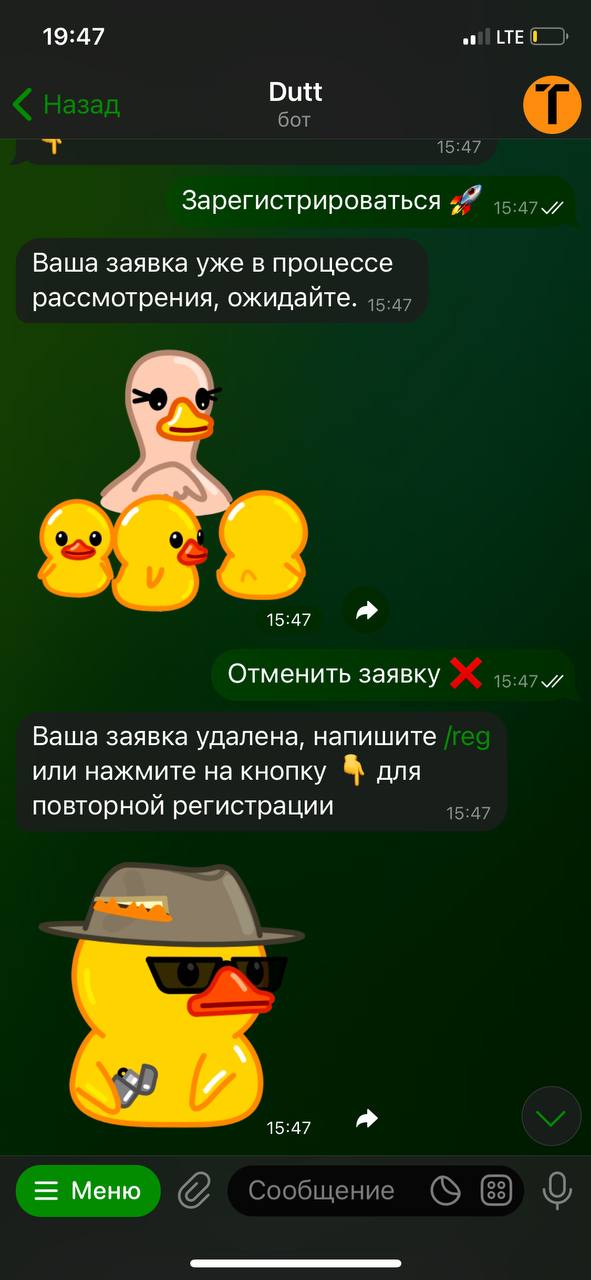 19:47
LTE
Назад
Dutt
бот
👇
15:47
Зарегистрироваться 🚀 15:47
Ваша заявка уже в процессе
рассмотрения, ожидайте. 15:47
15:47
Отменить заявку ❌ 15:47
Ваша заявка удалена, напишите /reg
или нажмите на кнопку 👇 для
повторной регистрации 15:47
15:47
Меню
Сообщение